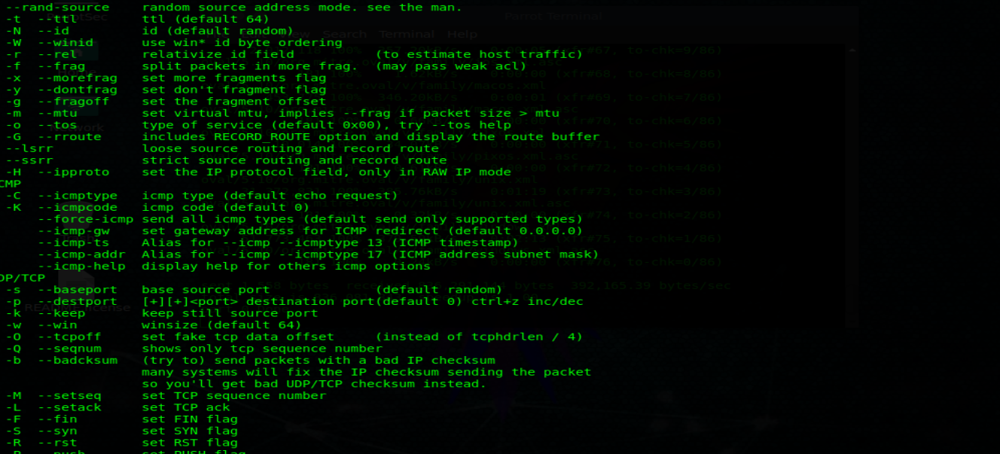 --rand-source random source address mode. see the man.
-t --ttl ttl (default 64)
-N --id id (default random)
-W --winid use win* id byte ordering
-r --rel relativize id field (to estimate host traffic)
-f --frag split packets in more frag. (may pass weak acl)
-x --morefrag set more fragments flag
-y --dontfrag set don't fragment flag
-g --fragoff set the fragment offset
-m --mtu set virtual mtu, implies --frag if packet size > mtu
-o --tos type of service (default 0x00), try --tos help
-G --rroute includes RECORD_ROUTE option and display the route buffer
--lsrr loose source routing and record route
--ssrr strict source routing and record route
-H --ipproto set the IP protocol field, only in RAW IP mode
CMP
-C --icmptype icmp type (default echo request)
-K --icmpcode icmp code (default 0)
--force-icmp send all icmp types (default send only supported types)
--icmp-gw set gateway address for ICMP redirect (default 0.0.0.0)
--icmp-ts Alias for --icmp --icmptype 13 (ICMP timestamp)
--icmp-addr Alias for --icmp --icmptype 17 (ICMP address subnet mask)
--icmp-help display help for others icmp options
DP/TCP
-s --baseport base source port (default random)
-p --destport [+][+]<port> destination port(default 0) ctrl+z inc/dec
-k --keep keep still source port
-w --win winsize (default 64)
-O --tcpoff set fake tcp data offset (instead of tcphdrlen / 4)
-Q --seqnum shows only tcp sequence number
-b --badcksum (try to) send packets with a bad IP checksum
many systems will fix the IP checksum sending the packet
so you'll get bad UDP/TCP checksum instead.
-M --setseq set TCP sequence number
-L --setack set TCP ack
-F --fin set FIN flag
-S --syn set SYN flag
-R --rst set RST flag
-P --push set PUSH flag
Parrot Terminal
Search Terminal Help